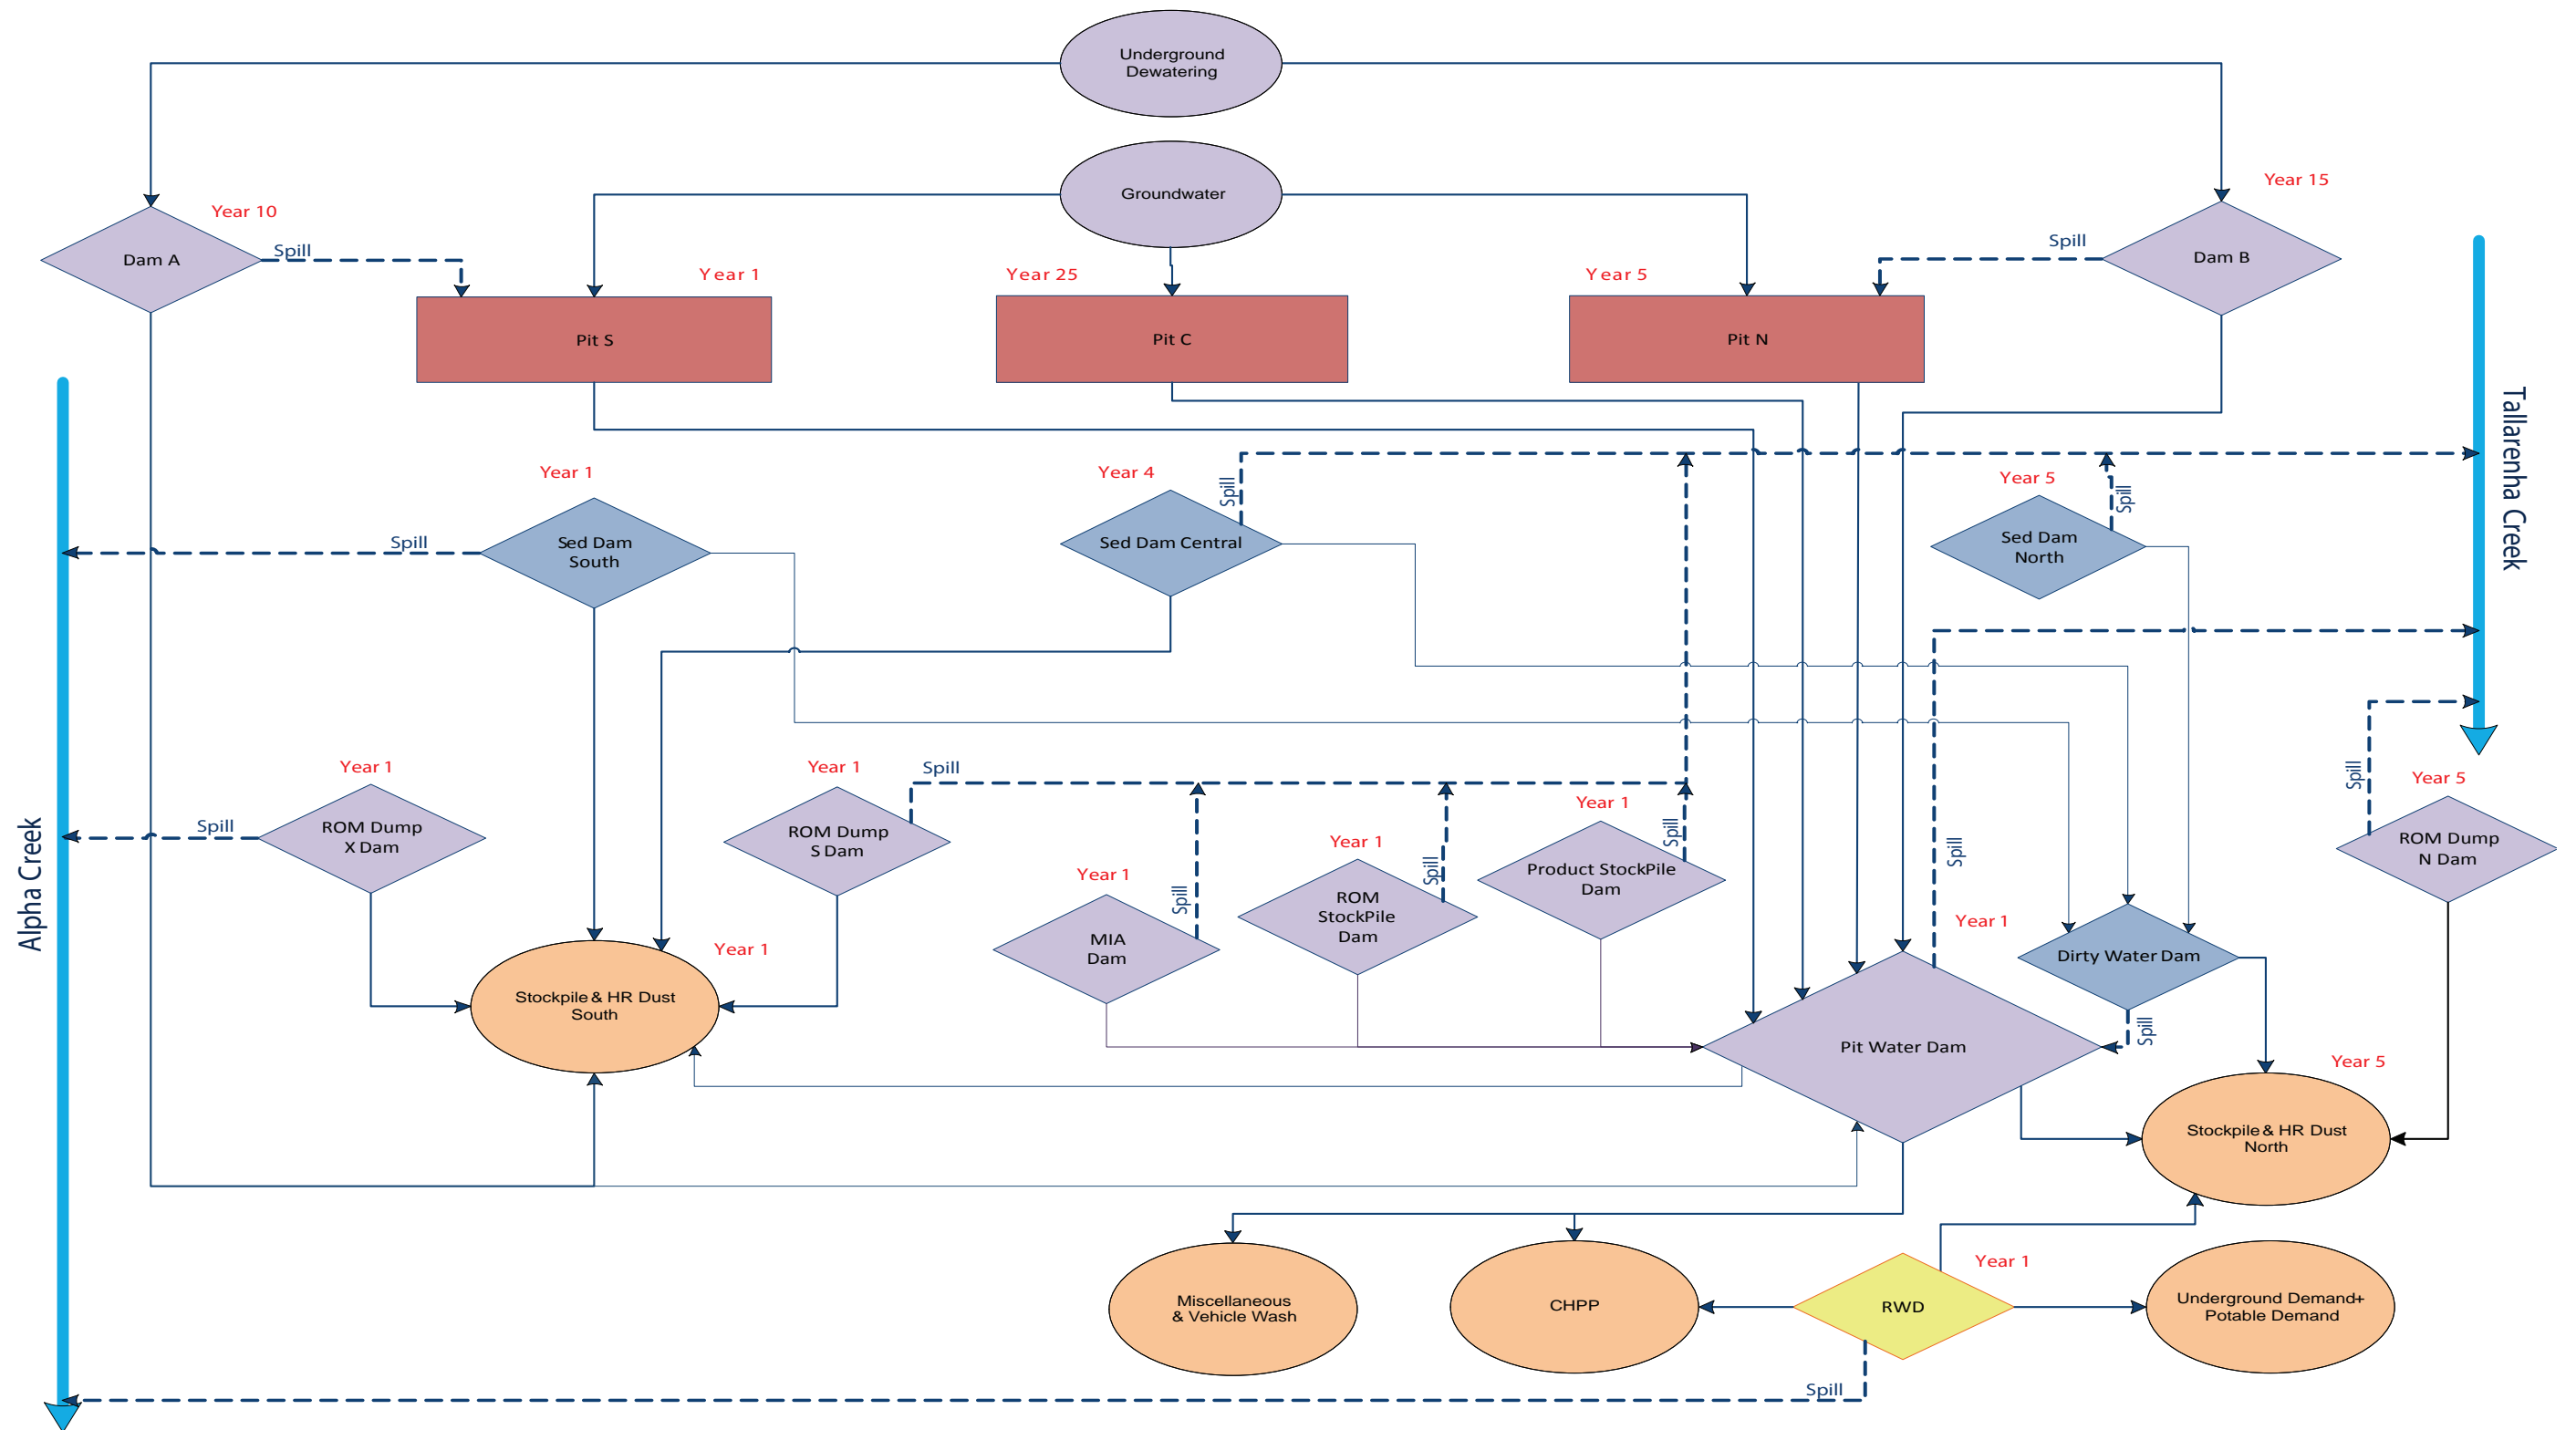 Underground
Dewatering
Groundwater
Year 10
Year 15
Dam A
Spill
Spill
Dam B
Year 1
Year 25
Year 5
Pit S
Pit C
Pit N
Tallarenha Creek
Year 1
Year 4
Year 5
Spill
Spill
Spill
Sed Dam
South
Sed Dam Central
Sed Dam
North
Year 1
Year 1
Spill
Year 5
Spill
Alpha Creek
Spill
ROM Dump
X Dam
ROM Dump
S Dam
Year 1
Year 1
Year 1
Spill
Spill
Spill
Spill
MIA
Dam
ROM
StockPile
Dam
Product StockPile
Dam
ROM Dump
N Dam
Year 1
Year 1
Dirty Water Dam
Stockpile & HR Dust
South
Pit Water Dam
Spill
Year 5
Stockpile & HR Dust
North
Year 1
Miscellaneous
& Vehicle Wash
CHPP
RWD
Underground Demand+
Potable Demand
Spill